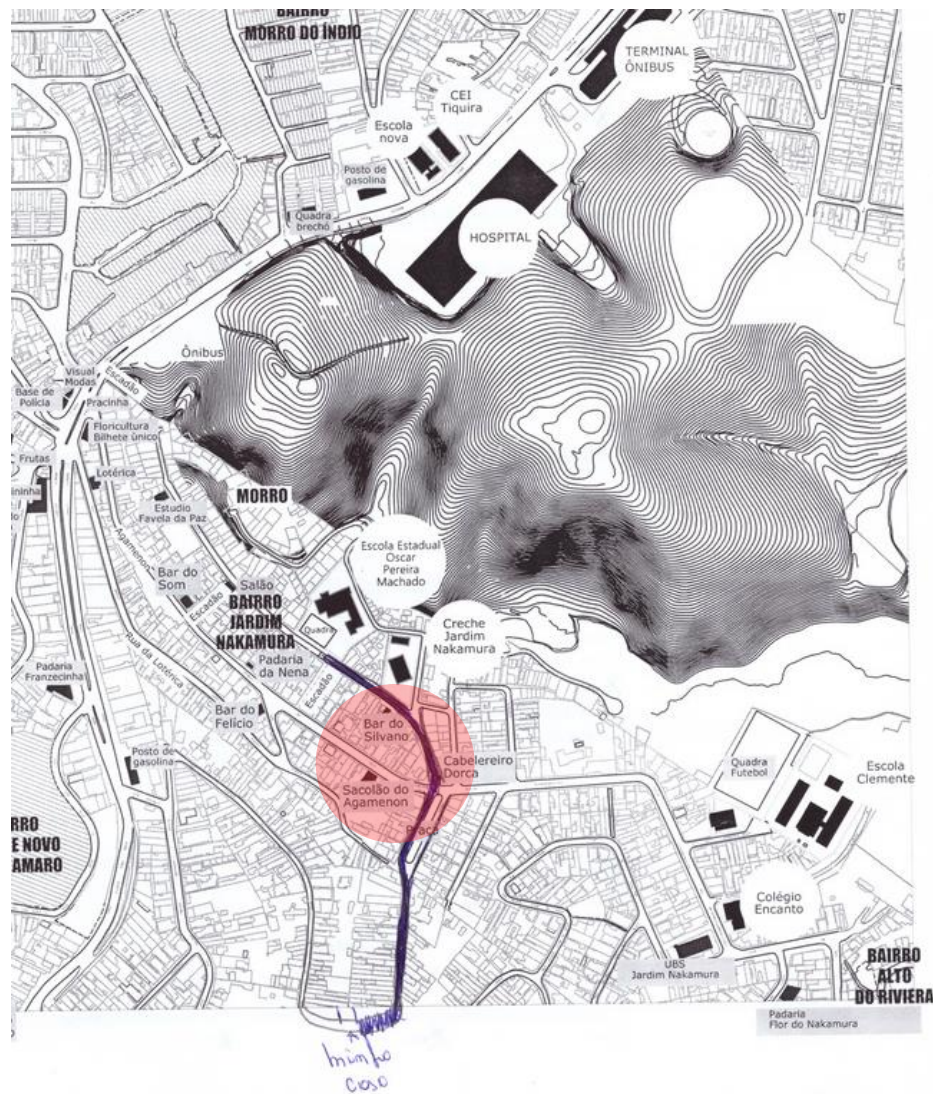 BAIRRO
MORRO DO ÍNDIO
TERMINAL
ÔNIBUS
CEI
Tiquira
Escola
nova
Posto de
gasolina
Quadra
brechó
HOSPITAL
Ônibus
Visual
Modas
Escadão
Base de
Polícia
Pracinha
Floricultura
Bilhete único
Frutas
Lotérica
MORRO
Estudio
Favela da Paz
Agamenon
Escola Estadual
Oscar
Pereira
Machado
Bar do
Som
Salão
Escadão
BAIRRO
JARDIM
NAKAMURA
Quadra
Creche
Jardim
Nakamura
Rua da Lotérica
Padaria
da Nena
Escadão
Padaria
Franzecinha
Bar do
Felício
Bar do
Silvano
Posto de
gasolina
Cabelereiro
Dorca
Quadra
Futebol
Escola
Clemente
Sacolão do
Agamenon
Praça
RRO
E NOVO
AMARO
Colégio
Encanto
UBS
Jardim Nakamura
BAIRRO
ALTO
DO RIVIERA
Padaria
Flor do Nakamura